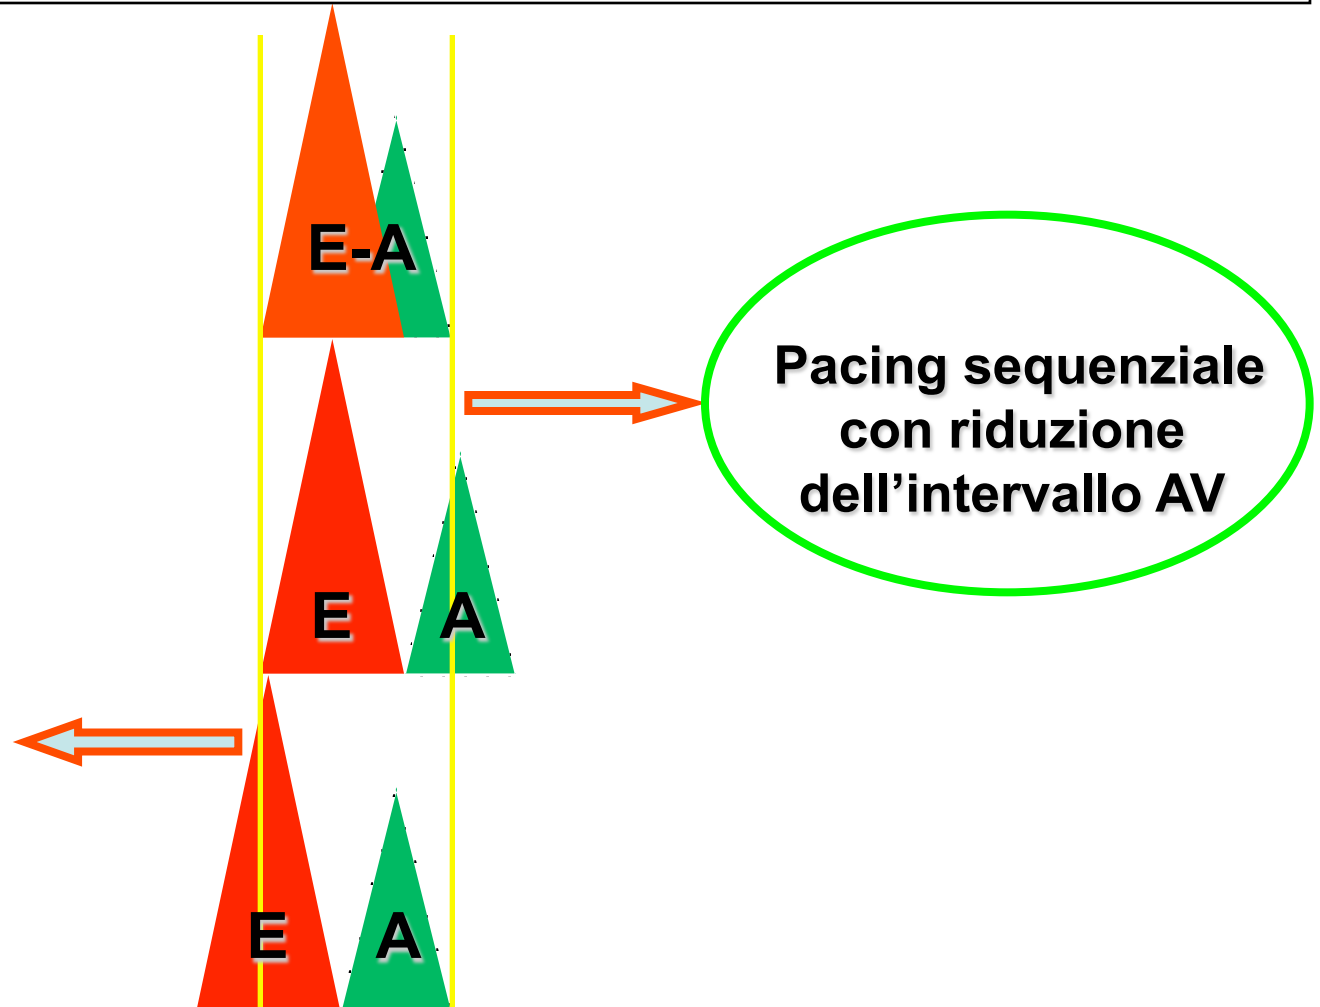 E-A
Pacing sequenziale
con riduzione
dell’intervallo AV
E
A
E
A